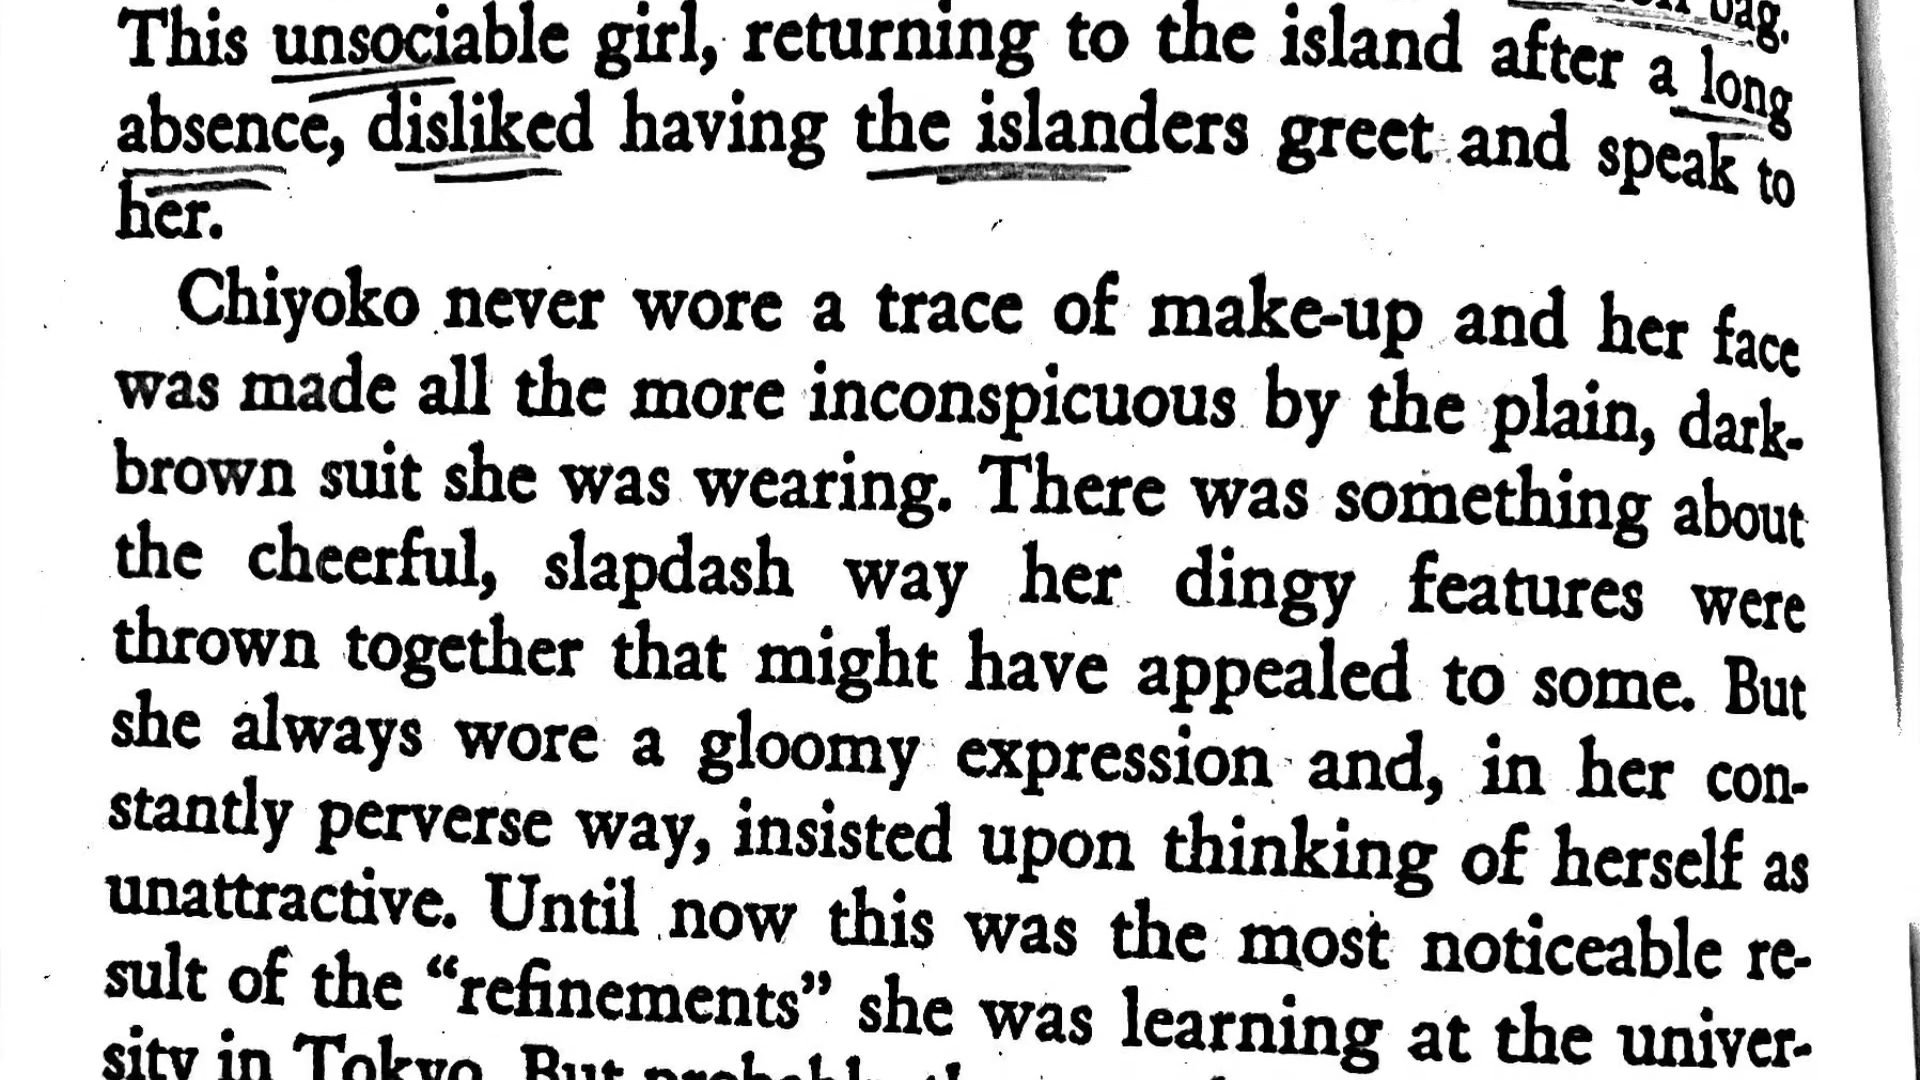 bag.
This unsociable girl, returning to the island after a long
absence, disliked having the islanders greet and speak to
her.
Chiyoko never wore a trace of make-up and her face
was made all the more inconspicuous by the plain, dark-
brown suit she was wearing. There was something about
the cheerful, slapdash way her dingy features were
thrown together that might have appealed to some. But
she always wore a gloomy expression and, in her con-
stantly perverse way, insisted upon thinking of herself as
unattractive. Until now this was the most noticeable re-
sult of the “refinements” she was learning at the univer-
sity in Tokyo. But probably